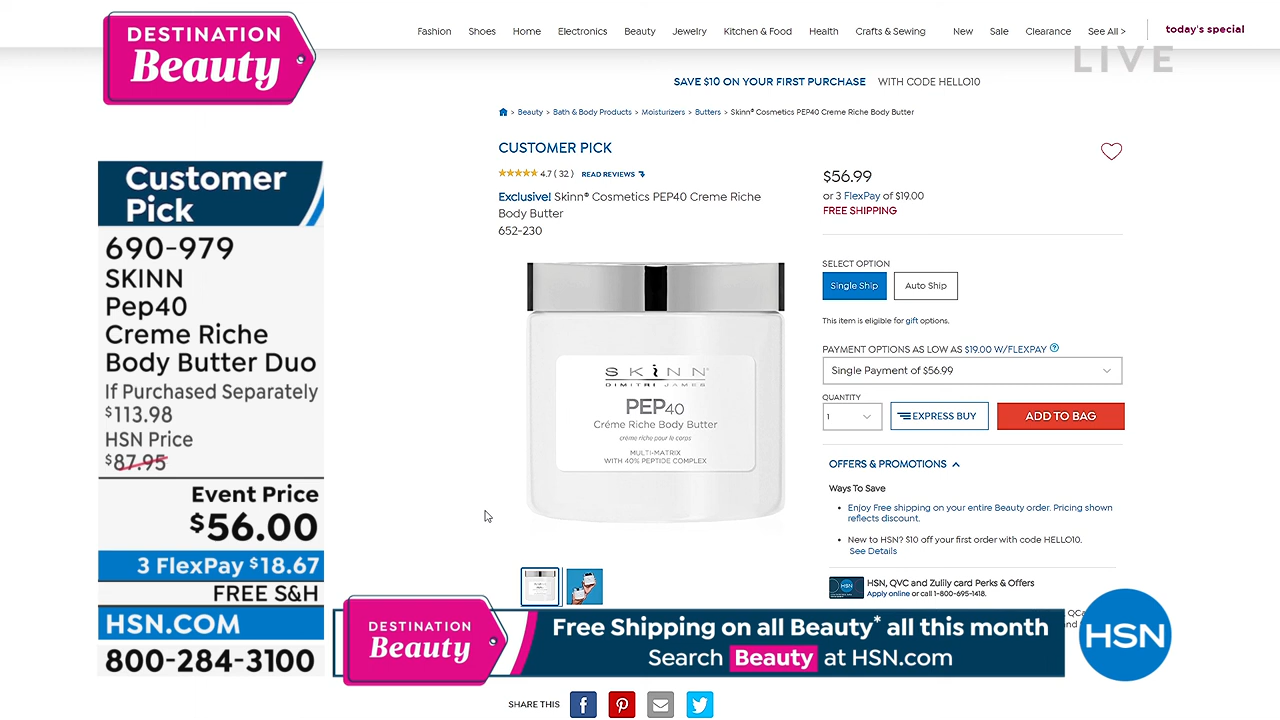 DESTINATION
Beauty
Fashion Shoes Home Electronics Beauty Jewelry Kitchen & Food Health Crafts & Sewing New Sale Clearance See All > today's special
LIVE
SAVE $10 ON YOUR FIRST PURCHASE WITH CODE HELLO10
> Beauty > Bath & Body Products > Moisturizers > Butters > Skinn® Cosmetics PEP40 Creme Riche Body Butter
CUSTOMER PICK
4.7 ( 32 ) READ REVIEWS
Exclusive! Skinn® Cosmetics PEP40 Creme Riche
Body Butter
652-230
$56.99
or 3 FlexPay of $19.00
FREE SHIPPING
SELECT OPTION
Single Ship Auto Ship
This item is eligible for gift options.
PAYMENT OPTIONS AS LOW AS $19.00 W/FLEXPAY ?
Single Payment of $56.99
QUANTITY
1 EXPRESS BUY ADD TO BAG
OFFERS & PROMOTIONS
Ways To Save
• Enjoy Free shipping on your entire Beauty order. Pricing shown
reflects discount.
• New to HSN? $10 off your first order with code HELLO10.
See Details
HSN, QVC and Zulily card Perks & Offers
Apply online or call 1-800-695-1418.
SKINN®
DIMITRI JAMES
PEP40
Créme Riche Body Butter
creme riche pour le corps
MULTI-MATRIX
WITH 40% PEPTIDE COMPLEX
Customer
Pick
690-979
SKINN
Pep40
Creme Riche
Body Butter Duo
If Purchased Separately
$113.98
HSN Price
$87.95
Event Price
$56.00
3 FlexPay $18.67
FREE S&H
HSN.COM
800-284-3100
DESTINATION
Beauty
Free Shipping on all Beauty* all this month
Search Beauty at HSN.com
HSN
SHARE THIS